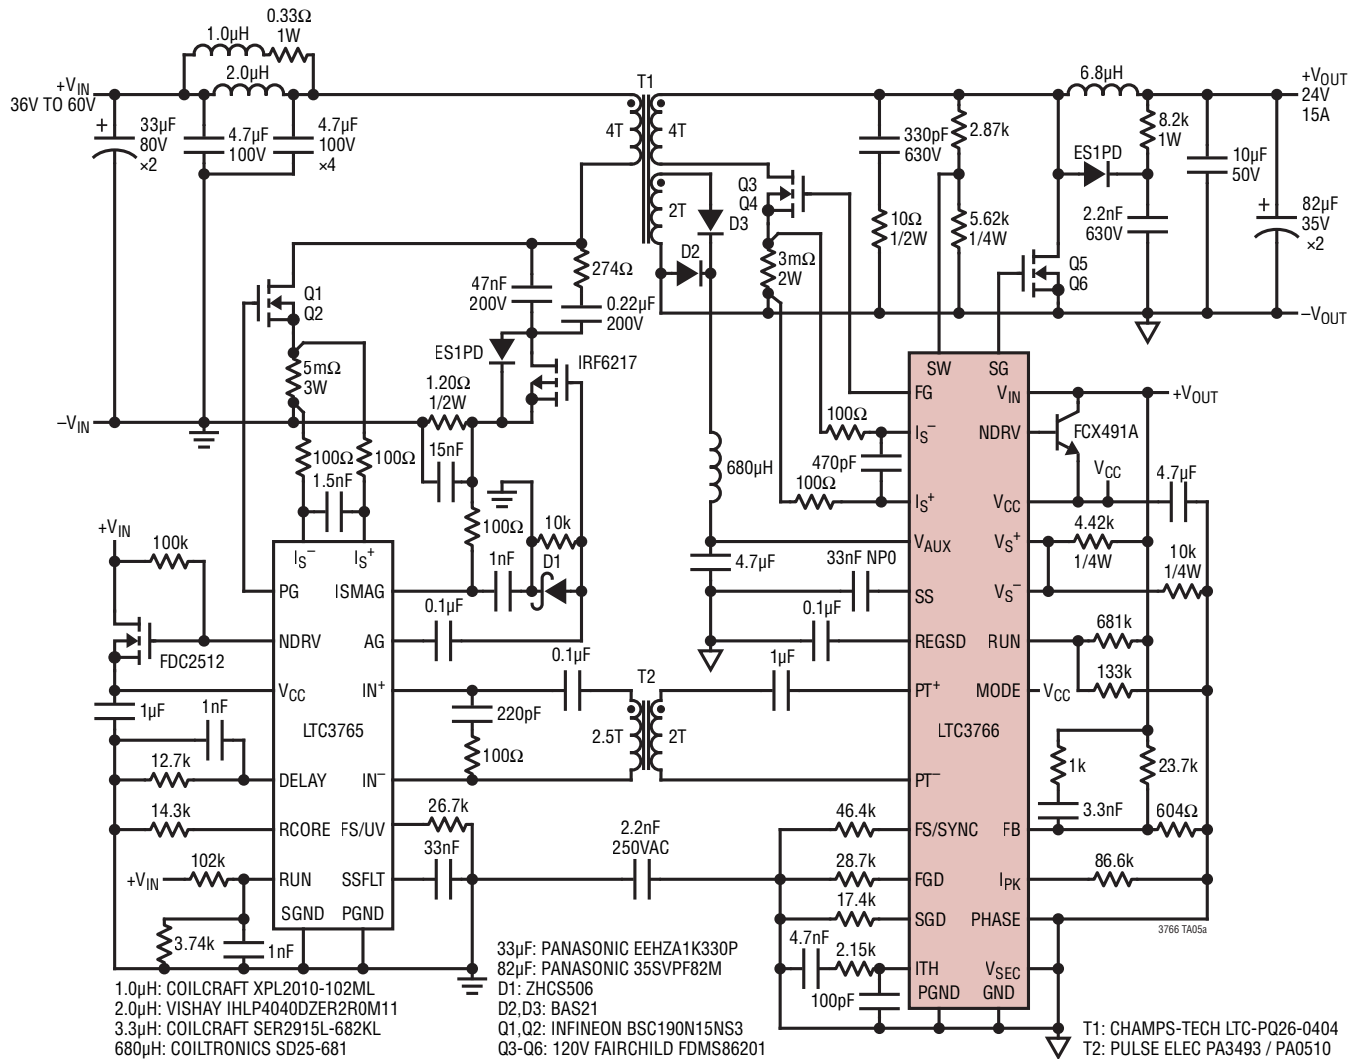 0.33Ω
1W
1.0µH
2.0µH
+VIN
36V TO 60V
33µF
80V
×2
4.7µF
100V
4.7µF
100V
×4
T1
4T
4T
2T
6.8µH
+VOUT
24V
15A
330pF
630V
2.87k
8.2k
1W
ES1PD
10µF
50V
82µF
35V
×2
Q3
Q4
D3
D2
10Ω
1/2W
5.62k
1/4W
2.2nF
630V
3mΩ
2W
Q5
Q6
–VOUT
274Ω
47nF
200V
0.22µF
200V
Q1
Q2
ES1PD
IRF6217
5mΩ
3W
1.20Ω
1/2W
–VIN
100Ω
100Ω
1.5nF
15nF
680µH
100Ω
470pF
100Ω
SW
SG
FG
VIN
IS–
NDRV
IS+
VCC
VAUX
VS+
SS
VS–
REGSD
RUN
PT+
MODE
LTC3766
PT–
FS/SYNC
FB
FGD
IPK
SGD
PHASE
ITH
VSEC
PGND
GND
+VOUT
FCX491A
VCC
4.7µF
4.42k
1/4W
10k
1/4W
681k
133k
VCC
1k
23.7k
3.3nF
604Ω
86.6k
3766 TA05a
+VIN
100k
FDC2512
IS–
IS+
PG
ISMAG
NDRV
AG
VCC
IN+
LTC3765
DELAY
IN–
RCORE
FS/UV
RUN
SSFLT
SGND
PGND
100Ω
10k
1nF
D1
0.1µF
0.1µF
220pF
100Ω
T2
2.5T
2T
4.7µF
33nF NP0
0.1µF
1µF
1µF
1nF
12.7k
14.3k
102k
+VIN
3.74k
1nF
26.7k
33nF
2.2nF
250VAC
46.4k
28.7k
17.4k
4.7nF
2.15k
100pF
1.0µH: COILCRAFT XPL2010-102ML
2.0µH: VISHAY IHLP4040DZER2R0M11
3.3µH: COILCRAFT SER2915L-682KL
680µH: COILTRONICS SD25-681
33µF: PANASONIC EEHZA1K330P
82µF: PANASONIC 35SVPF82M
D1: ZHCS506
D2,D3: BAS21
Q1,Q2: INFINEON BSC190N15NS3
Q3-Q6: 120V FAIRCHILD FDMS86201
T1: CHAMPS-TECH LTC-PQ26-0404
T2: PULSE ELEC PA3493 / PA0510